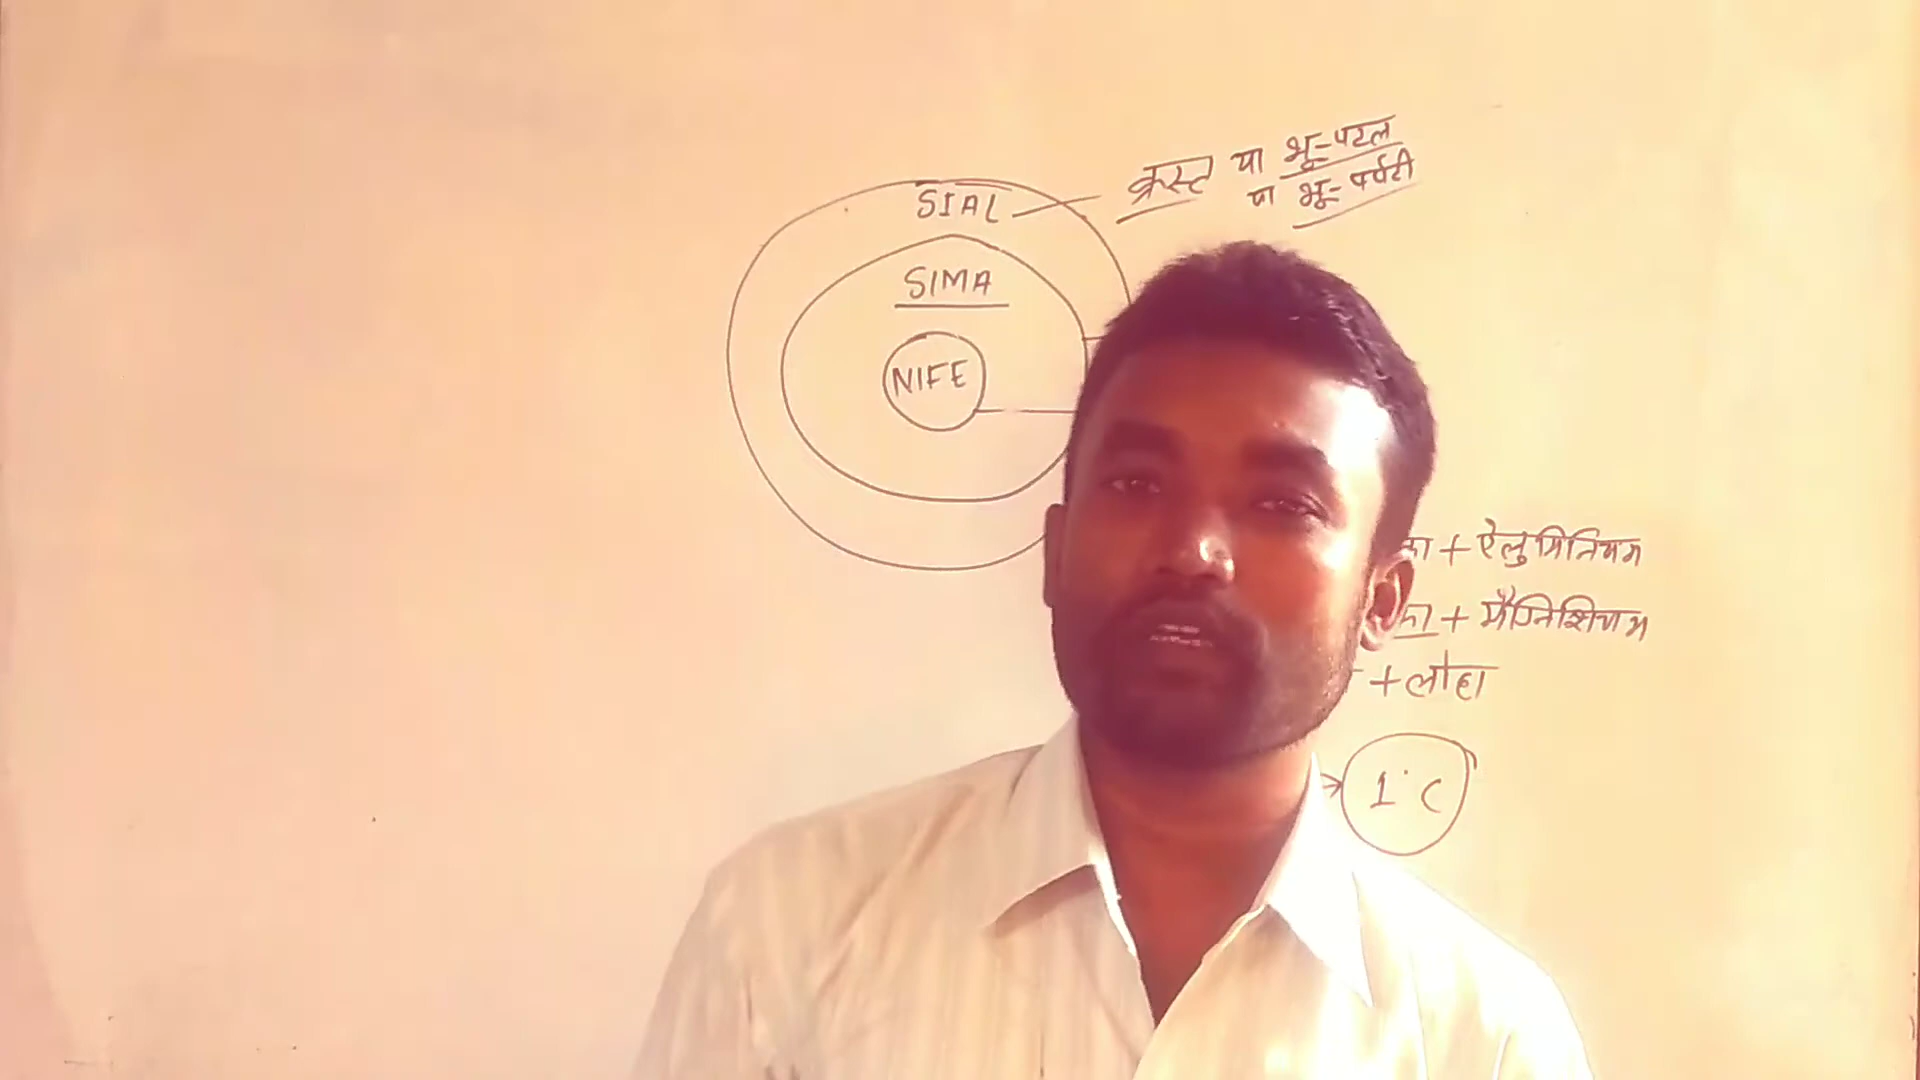 क्रस्ट या भू-पटल
या भू-पर्पटी
SIAL
SIMA
NIFE
का + ऐलुमिनियम
का + मैग्निशियम
+ लोहा
→ 1°C